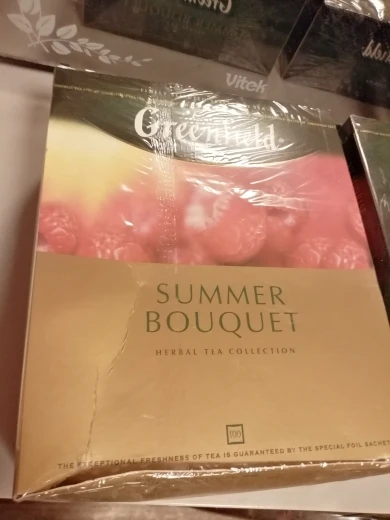 Vitek
Greenfield
SUMMER
BOUQUET
HERBAL TEA COLLECTION
100
THE EXCEPTIONAL FRESHNESS OF TEA IS GUARANTEED BY THE SPECIAL FOIL SACHET